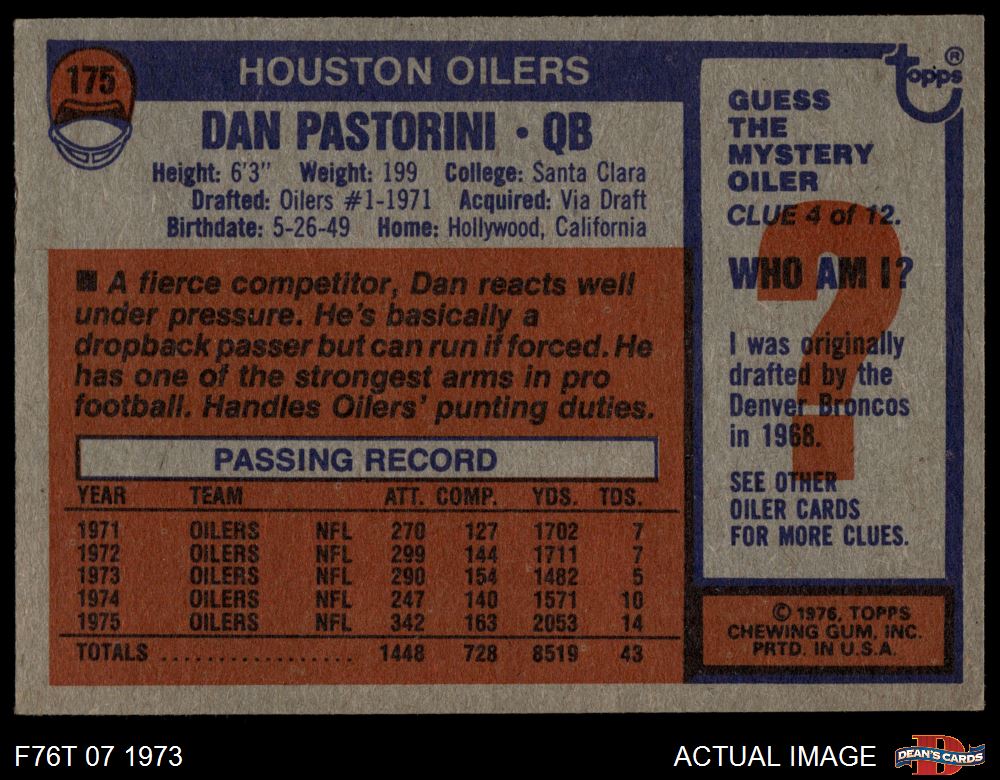 175
HOUSTON OILERS
DAN PASTORINI • QB
Height: 6'3" Weight: 199 College: Santa Clara
Drafted: Oilers #1-1971 Acquired: Via Draft
Birthdate: 5-26-49 Home: Hollywood, California
■ A fierce competitor, Dan reacts well
under pressure. He's basically a
dropback passer but can run if forced. He
has one of the strongest arms in pro
football. Handles Oilers' punting duties.
PASSING RECORD
YEAR TEAM ATT. COMP. YDS. TDS.
1971 OILERS NFL 270 127 1702 7
1972 OILERS NFL 299 144 1711 7
1973 OILERS NFL 290 154 1482 5
1974 OILERS NFL 247 140 1571 10
1975 OILERS NFL 342 163 2053 14
TOTALS .................. 1448 728 8519 43
topps ®
GUESS
THE
MYSTERY
OILER
CLUE 4 of 12.
?
WHO AM I?
I was originally
drafted by the
Denver Broncos
in 1968.
SEE OTHER
OILER CARDS
FOR MORE CLUES.
© 1976, TOPPS
CHEWING GUM, INC.
PRTD. IN U.S.A.
F76T 07 1973
ACTUAL IMAGE
D
DEAN'S CARDS